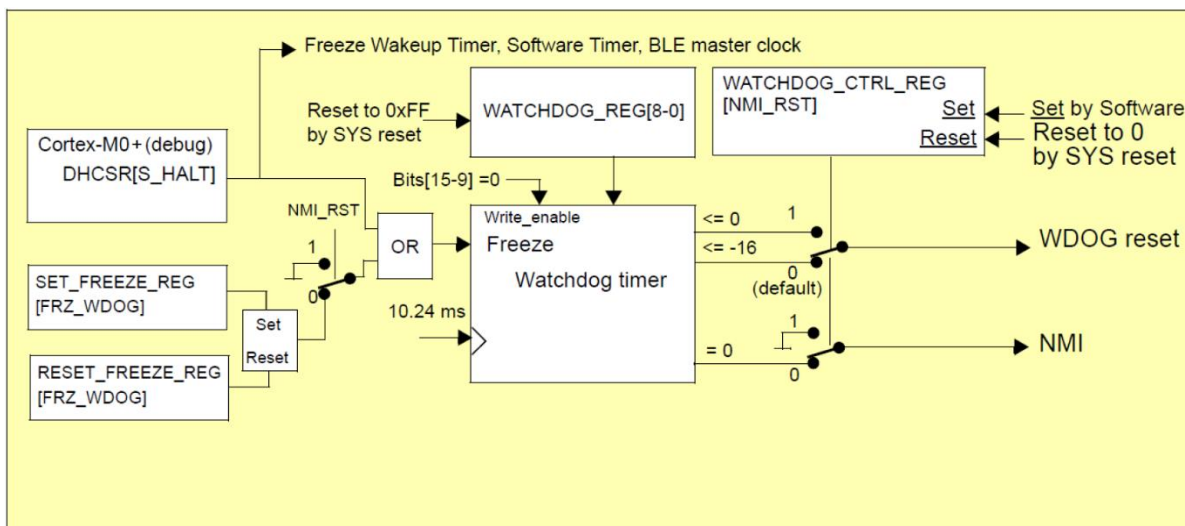 Freeze Wakeup Timer, Software Timer, BLE master clock
Reset to 0xFF
by SYS reset
WATCHDOG_REG[8-0]
WATCHDOG_CTRL_REG
[NMI_RST]
Set
Reset
Set by Software
Reset to 0
by SYS reset
Cortex-M0+(debug)
DHCSR[S_HALT]
Bits[15-9] =0
NMI_RST
1
0
OR
Write_enable
Freeze
Watchdog timer
10.24 ms
<= 0
<= -16
= 0
1
0
(default)
WDOG reset
1
0
NMI
SET_FREEZE_REG
[FRZ_WDOG]
Set
Reset
RESET_FREEZE_REG
[FRZ_WDOG]